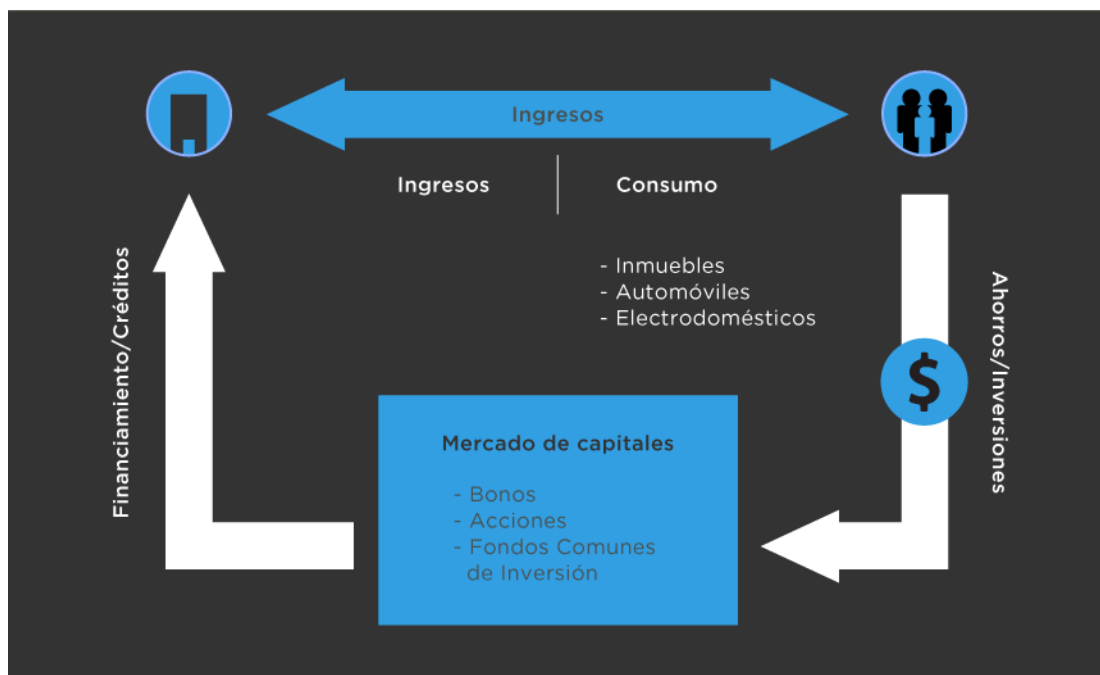 Ingresos
Ingresos
Consumo
- Inmuebles
- Automóviles
- Electrodomésticos
Financiamiento/Créditos
Ahorros/Inversiones
$
Mercado de capitales
- Bonos
- Acciones
- Fondos Comunes
de Inversión